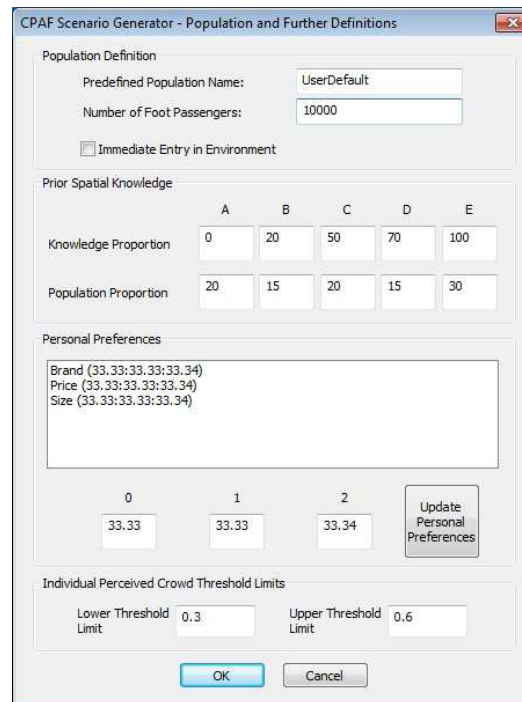 CPAF Scenario Generator - Population and Further Definitions
Population Definition
Predefined Population Name: UserDefault
Number of Foot Passengers: 10000
Immediate Entry in Environment
Prior Spatial Knowledge
A B C D E
Knowledge Proportion 0 20 50 70 100
Population Proportion 20 15 20 15 30
Personal Preferences
Brand (33.33:33.33:33.34)
Price (33.33:33.33:33.34)
Size (33.33:33.33:33.34)
0 1 2
33.33 33.33 33.34
Update
Personal
Preferences
Individual Perceived Crowd Threshold Limits
Lower Threshold
Limit
0.3
Upper Threshold
Limit
0.6
OK Cancel